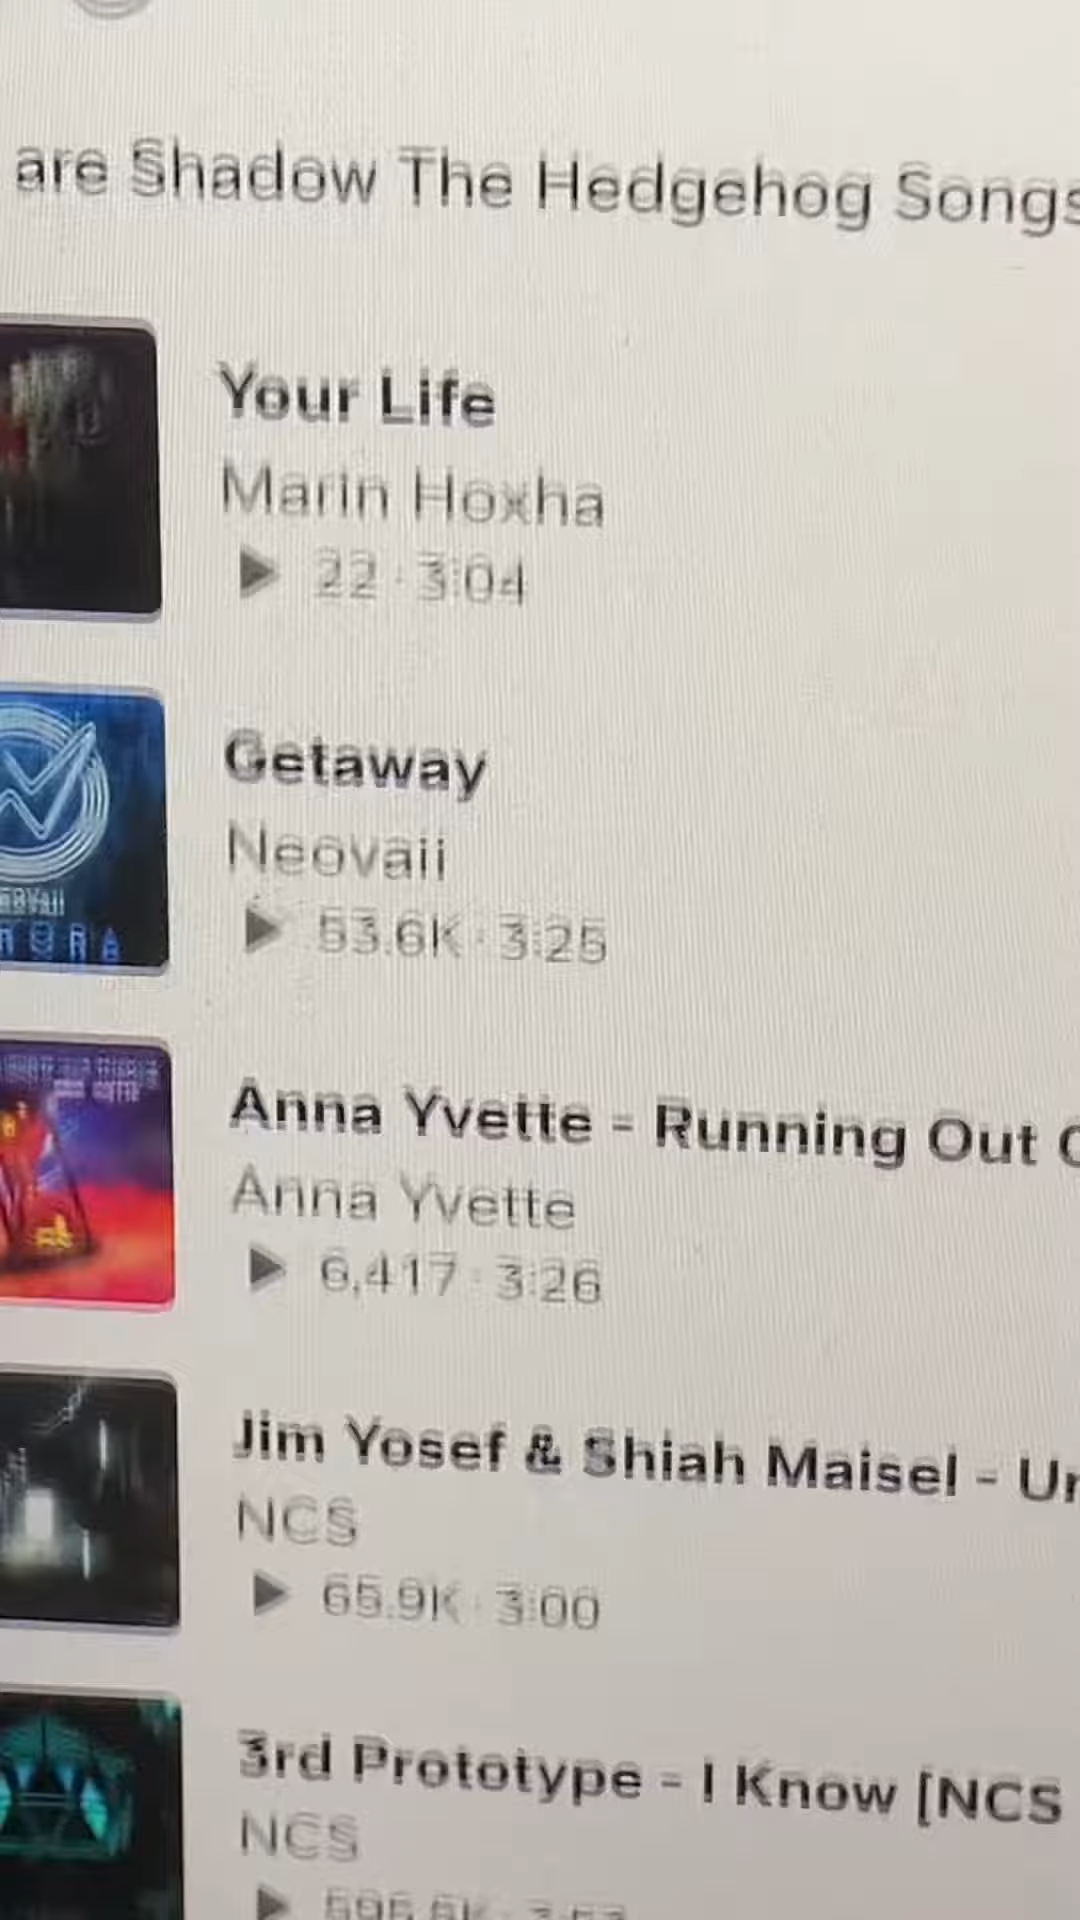 are Shadow The Hedgehog Songs
Your Life
Marin Hoxha
22 · 3:04
Getaway
Neovaii
53.6K · 3:25
Anna Yvette - Running Out
Anna Yvette
6,417 · 3:26
Jim Yosef & Shiah Maisel - Un
NCS
65.9K · 3:00
3rd Prototype - I Know [NCS
NCS